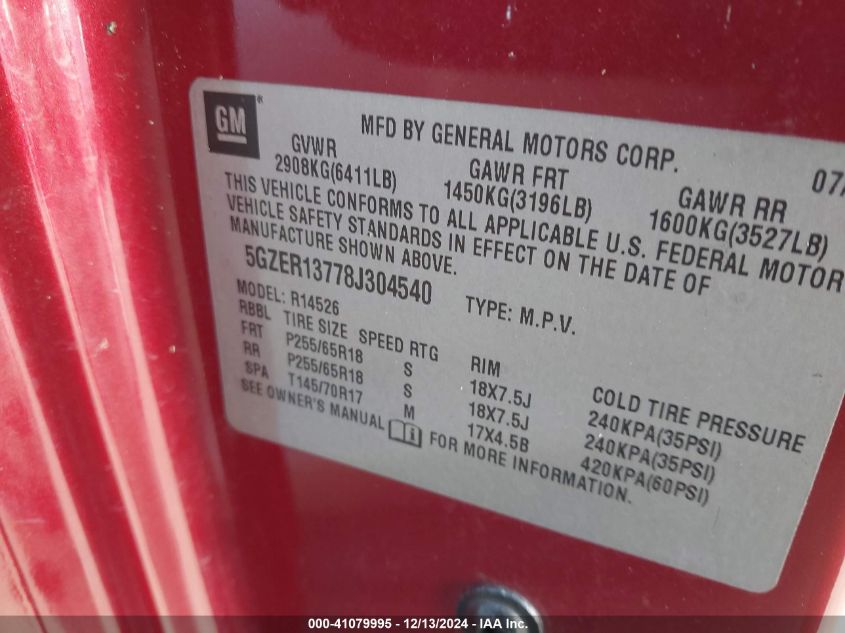 GM®
MFD BY GENERAL MOTORS CORP.
07/
GVWR GAWR FRT GAWR RR
2908KG(6411LB) 1450KG(3196LB) 1600KG(3527LB)
THIS VEHICLE CONFORMS TO ALL APPLICABLE U.S. FEDERAL MOTOR
VEHICLE SAFETY STANDARDS IN EFFECT ON THE DATE OF
MANUFACTURE SHOWN ABOVE.
5GZER13778J304540 TYPE: M.P.V.
MODEL: R14526
RBBL TIRE SIZE SPEED RTG RIM COLD TIRE PRESSURE
FRT P255/65R18 S 18X7.5J 240KPA(35PSI)
RR P255/65R18 S 18X7.5J 240KPA(35PSI)
SPA T145/70R17 M 17X4.5B 420KPA(60PSI)
SEE OWNER'S MANUAL FOR MORE INFORMATION.
000-41079995 - 12/13/2024 - IAA Inc.